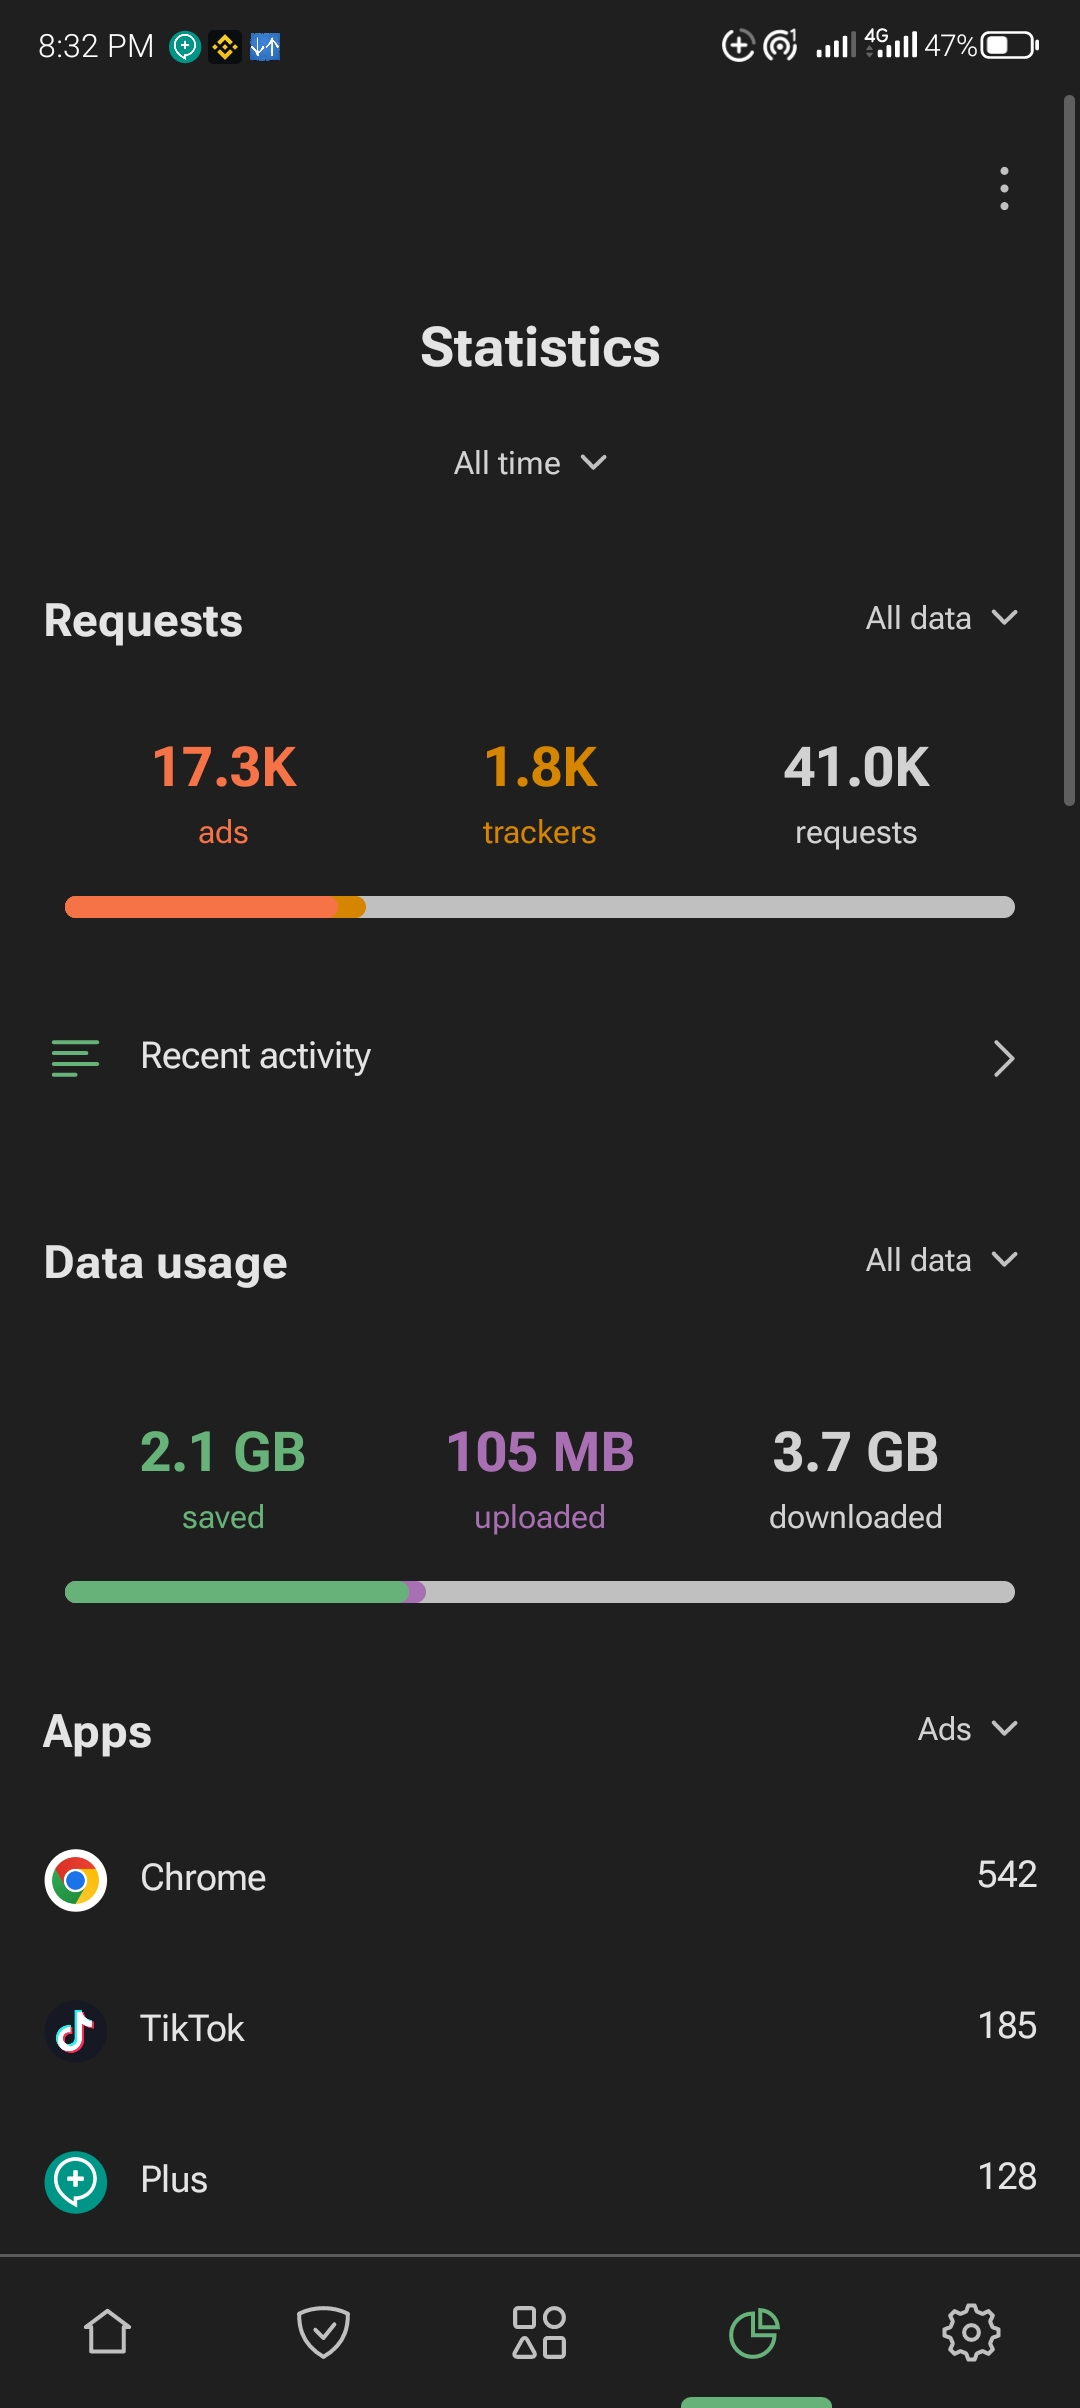 8:32 PM 4G 47%
Statistics
All time
Requests All data
17.3K 1.8K 41.0K
ads trackers requests
Recent activity
Data usage All data
2.1 GB 105 MB 3.7 GB
saved uploaded downloaded
Apps Ads
Chrome 542
TikTok 185
Plus 128